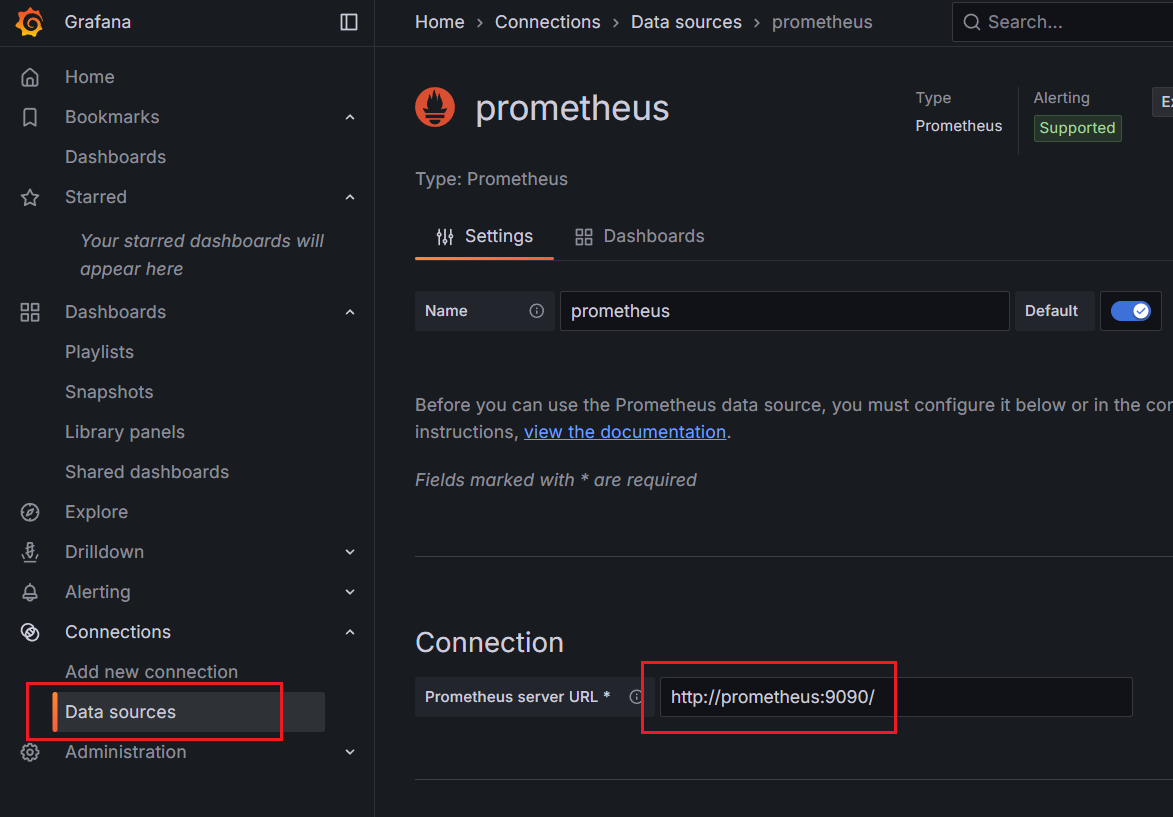 Grafana
Home
Bookmarks
Dashboards
Starred
Your starred dashboards will
appear here
Dashboards
Playlists
Snapshots
Library panels
Shared dashboards
Explore
Drilldown
Alerting
Connections
Add new connection
Data sources
Administration
Home › Connections › Data sources › prometheus
Search...
prometheus
Type
Prometheus
Alerting
Supported
Type: Prometheus
Settings
Dashboards
Name
prometheus
Default
Before you can use the Prometheus data source, you must configure it below or in the
instructions, view the documentation.
Fields marked with * are required
Connection
Prometheus server URL *
http://prometheus:9090/